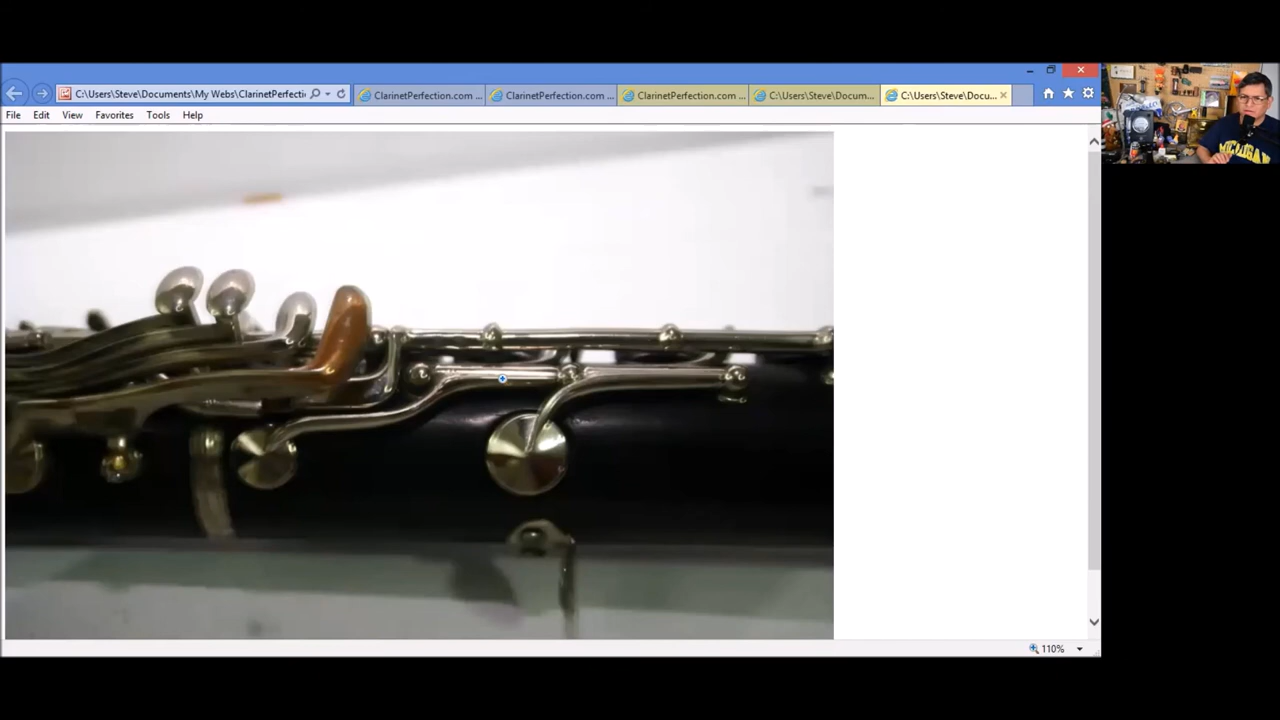 C:\Users\Steve\Documents\My Webs\ClarinetPerfecti
ClarinetPerfection.com ...
ClarinetPerfection.com ...
ClarinetPerfection.com ...
C:\Users\Steve\Docum...
C:\Users\Steve\Docu...
File Edit View Favorites Tools Help
MICHIGAN
110%